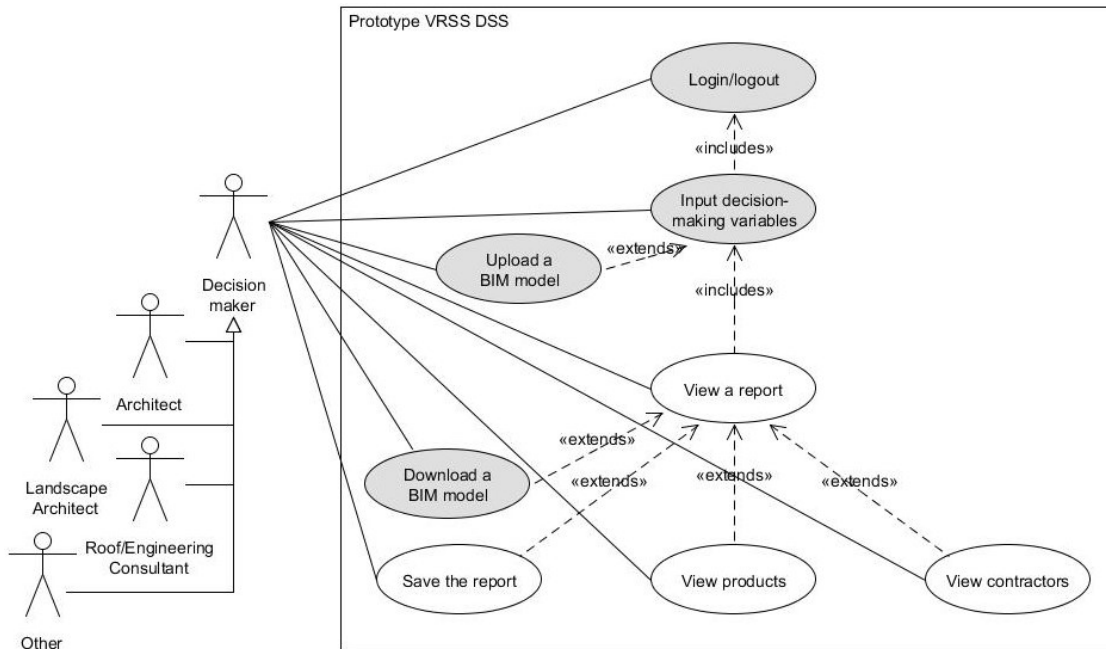 Prototype VRSS DSS
Login/logout
«includes»
Input decision-
making variables
«extends»
Upload a
BIM model
Decision
maker
«includes»
View a report
Architect
«extends»
Download a
BIM model
«extends»
«extends»
«extends»
Landscape
Architect
Roof/Engineering
Consultant
Save the report
View products
View contractors
Other